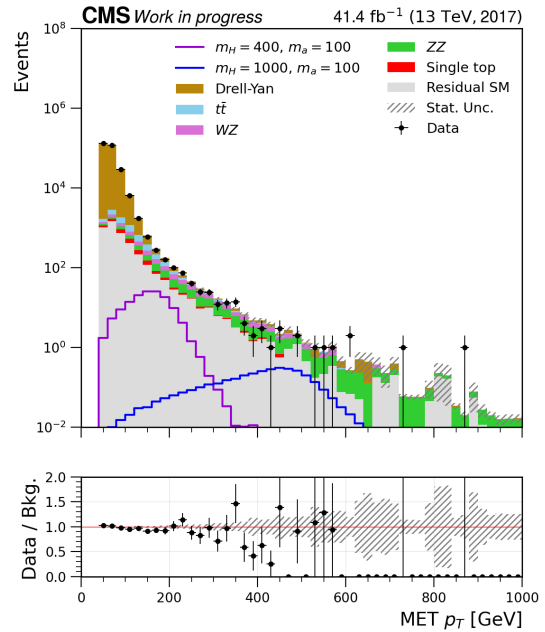 CMS Work in progress 41.4 fb⁻¹ (13 TeV, 2017)
Events
10⁸
10⁶
10⁴
10²
10⁰
10⁻²
m_H = 400, m_a = 100
m_H = 1000, m_a = 100
Drell-Yan
tt̄
WZ
ZZ
Single top
Residual SM
Stat. Unc.
Data
Data / Bkg.
2.0
1.5
1.0
0.5
0.0
0 200 400 600 800 1000
MET p_T [GeV]